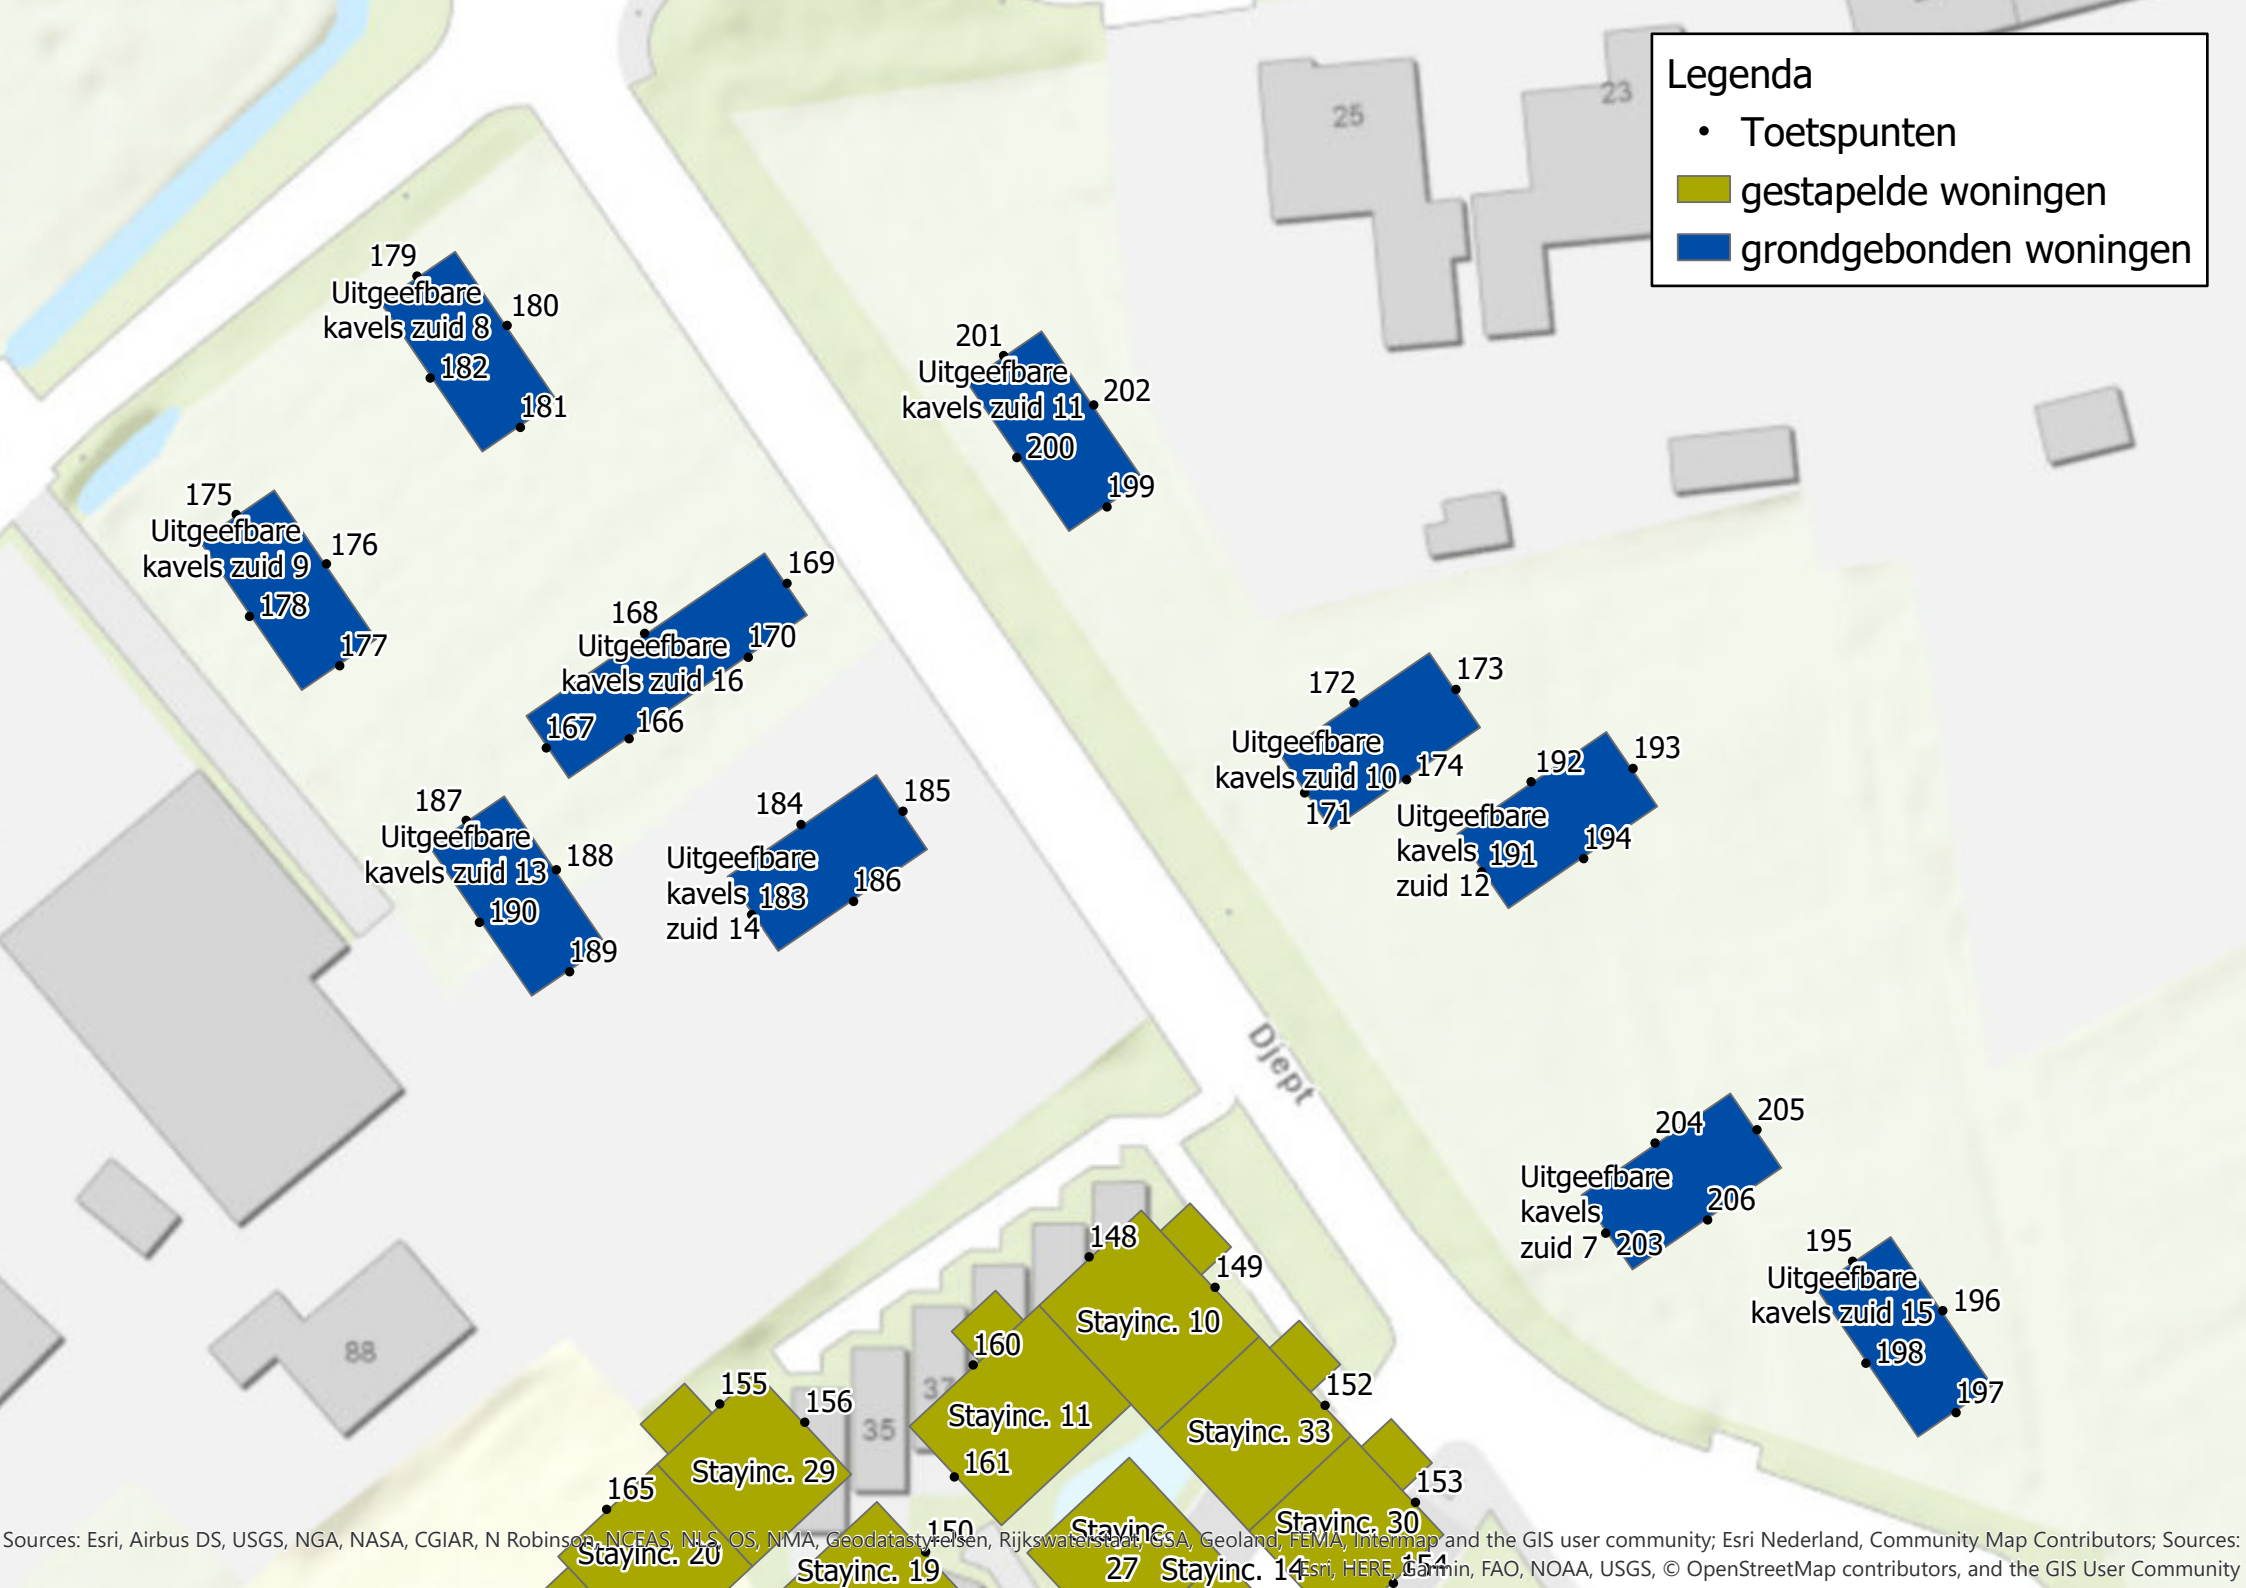 Legenda
Toetspunten
gestapelde woningen
grondgebonden woningen
25
23
179
Uitgeefbare
kavels zuid 8
180
182
181
201
Uitgeefbare
kavels zuid 11
202
200
199
175
Uitgeefbare
kavels zuid 9
176
178
177
169
168
Uitgeefbare
kavels zuid 16
170
167
166
172
173
Uitgeefbare
kavels zuid 10
174
171
192
193
Uitgeefbare
kavels
zuid 12
191
194
187
Uitgeefbare
kavels zuid 13
188
190
189
184
185
Uitgeefbare
kavels
zuid 14
183
186
Djept
204
205
Uitgeefbare
kavels
zuid 7
206
203
195
Uitgeefbare
kavels zuid 15
196
198
197
88
148
149
Stayinc. 10
160
37
Stayinc. 11
161
152
Stayinc. 33
155
156
35
Stayinc. 29
165
153
Stayinc. 30
150
Stayinc.
27
Stayinc. 20
Stayinc. 19
Stayinc. 14
154
Sources: Esri, Airbus DS, USGS, NGA, NASA, CGIAR, N Robinson, NCEAS, NLS, OS, NMA, Geodatastyrelsen, Rijkswaterstaat, GSA, Geoland, FEMA, Intermap and the GIS user community; Esri Nederland, Community Map Contributors; Sources:
Esri, HERE, Garmin, FAO, NOAA, USGS, © OpenStreetMap contributors, and the GIS User Community